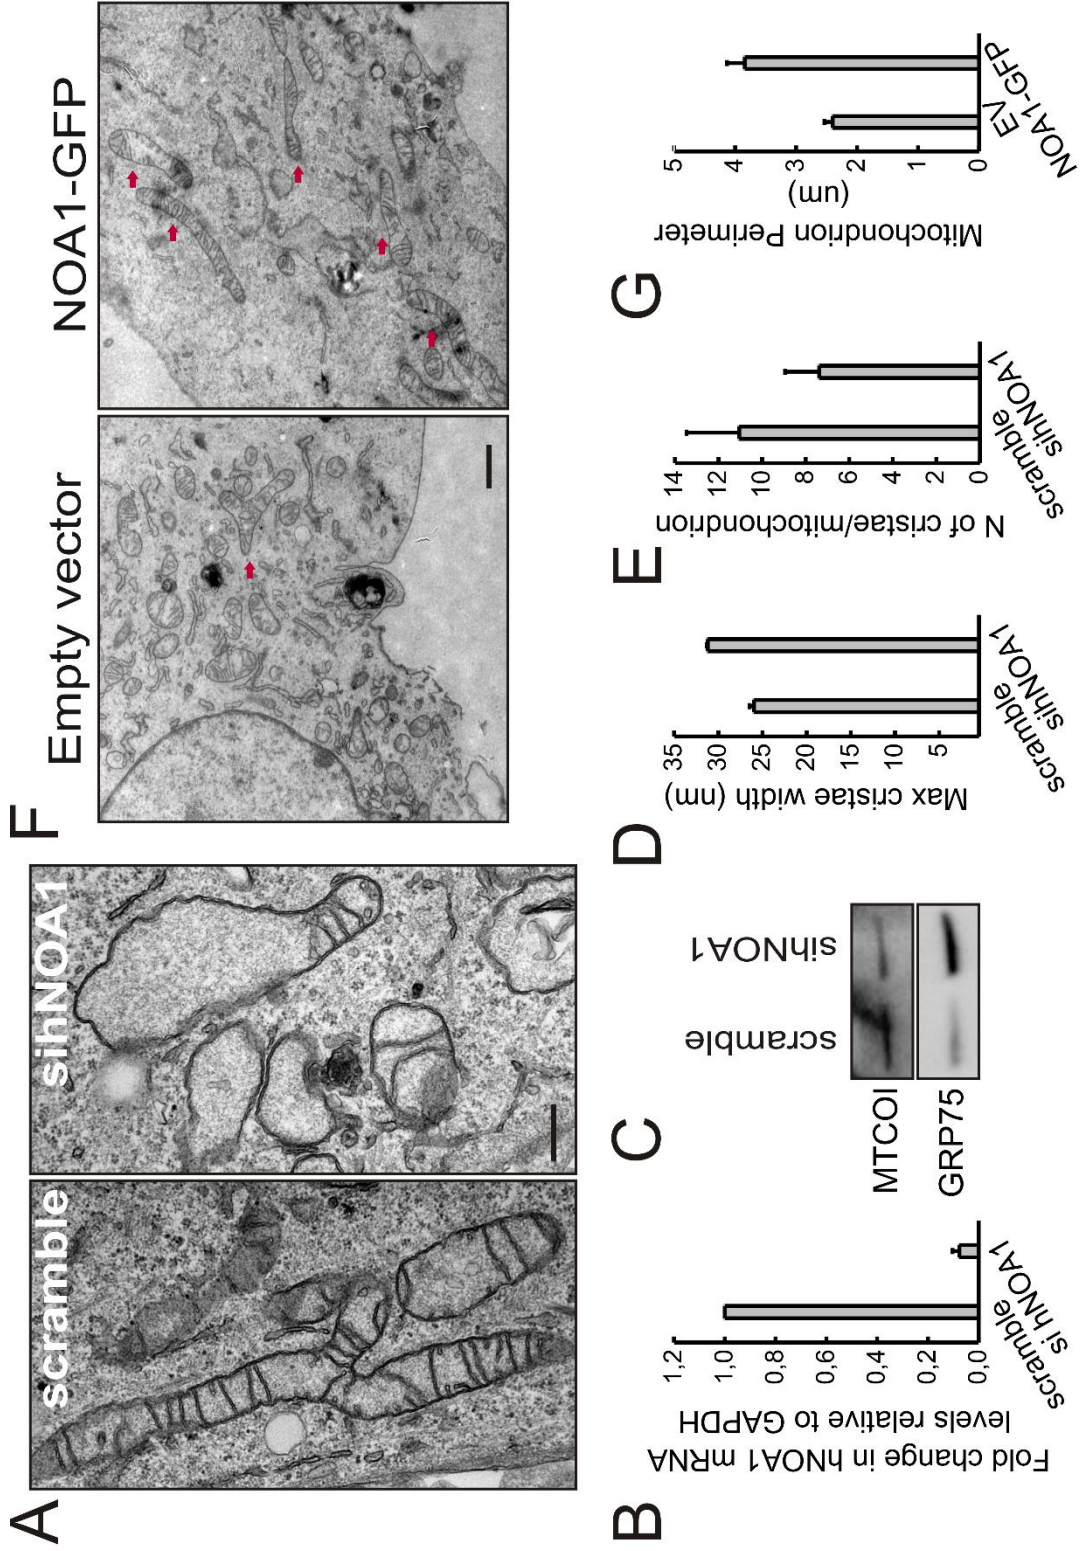 A
scramble
sihNOA1
F
Empty vector
NOA1-GFP
B
Fold change in hNOA1 mRNA
levels relative to GAPDH
1,2
1,0
0,8
0,6
0,4
0,2
0,0
scramble
si hNOA1
C
scramble
sihNOA1
MTCOI
GRP75
D
Max cristae width (nm)
35
30
25
20
15
10
5
scramble
sihNOA1
E
N of cristae/mitochondrion
14
12
10
8
6
4
2
0
scramble
sihNOA1
G
Mitochondrion Perimeter
(um)
5
4
3
2
1
0
EV
NOA1-GFP